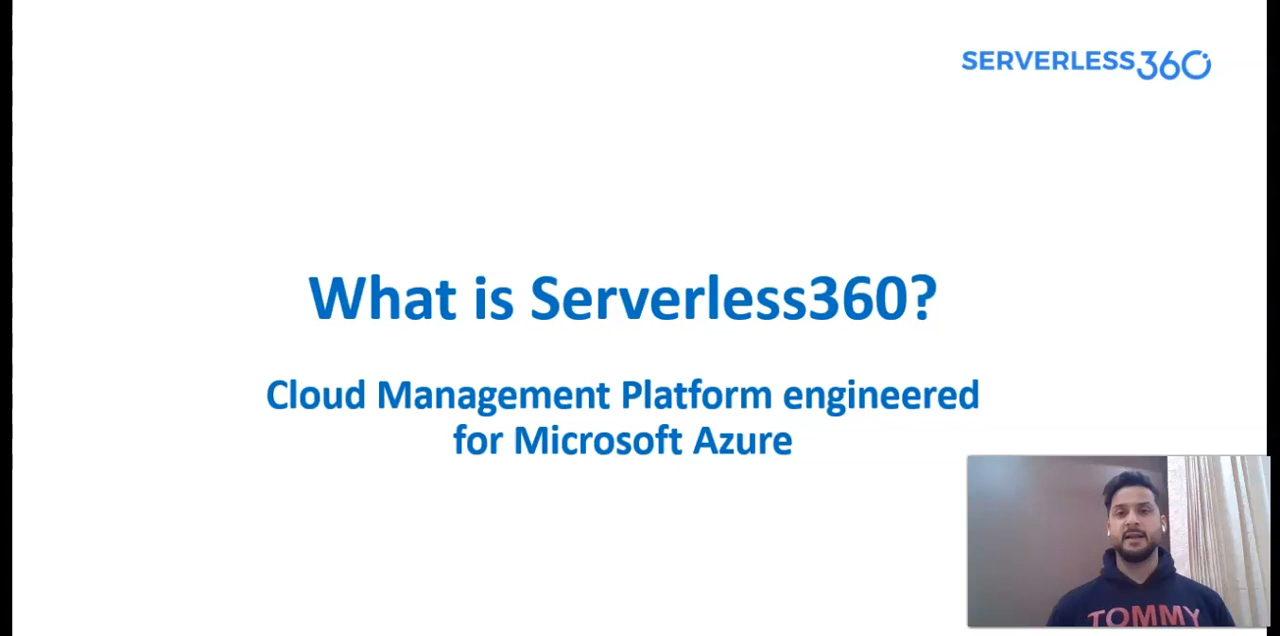 SERVERLESS360
What is Serverless360?
Cloud Management Platform engineered
for Microsoft Azure
TOMMY